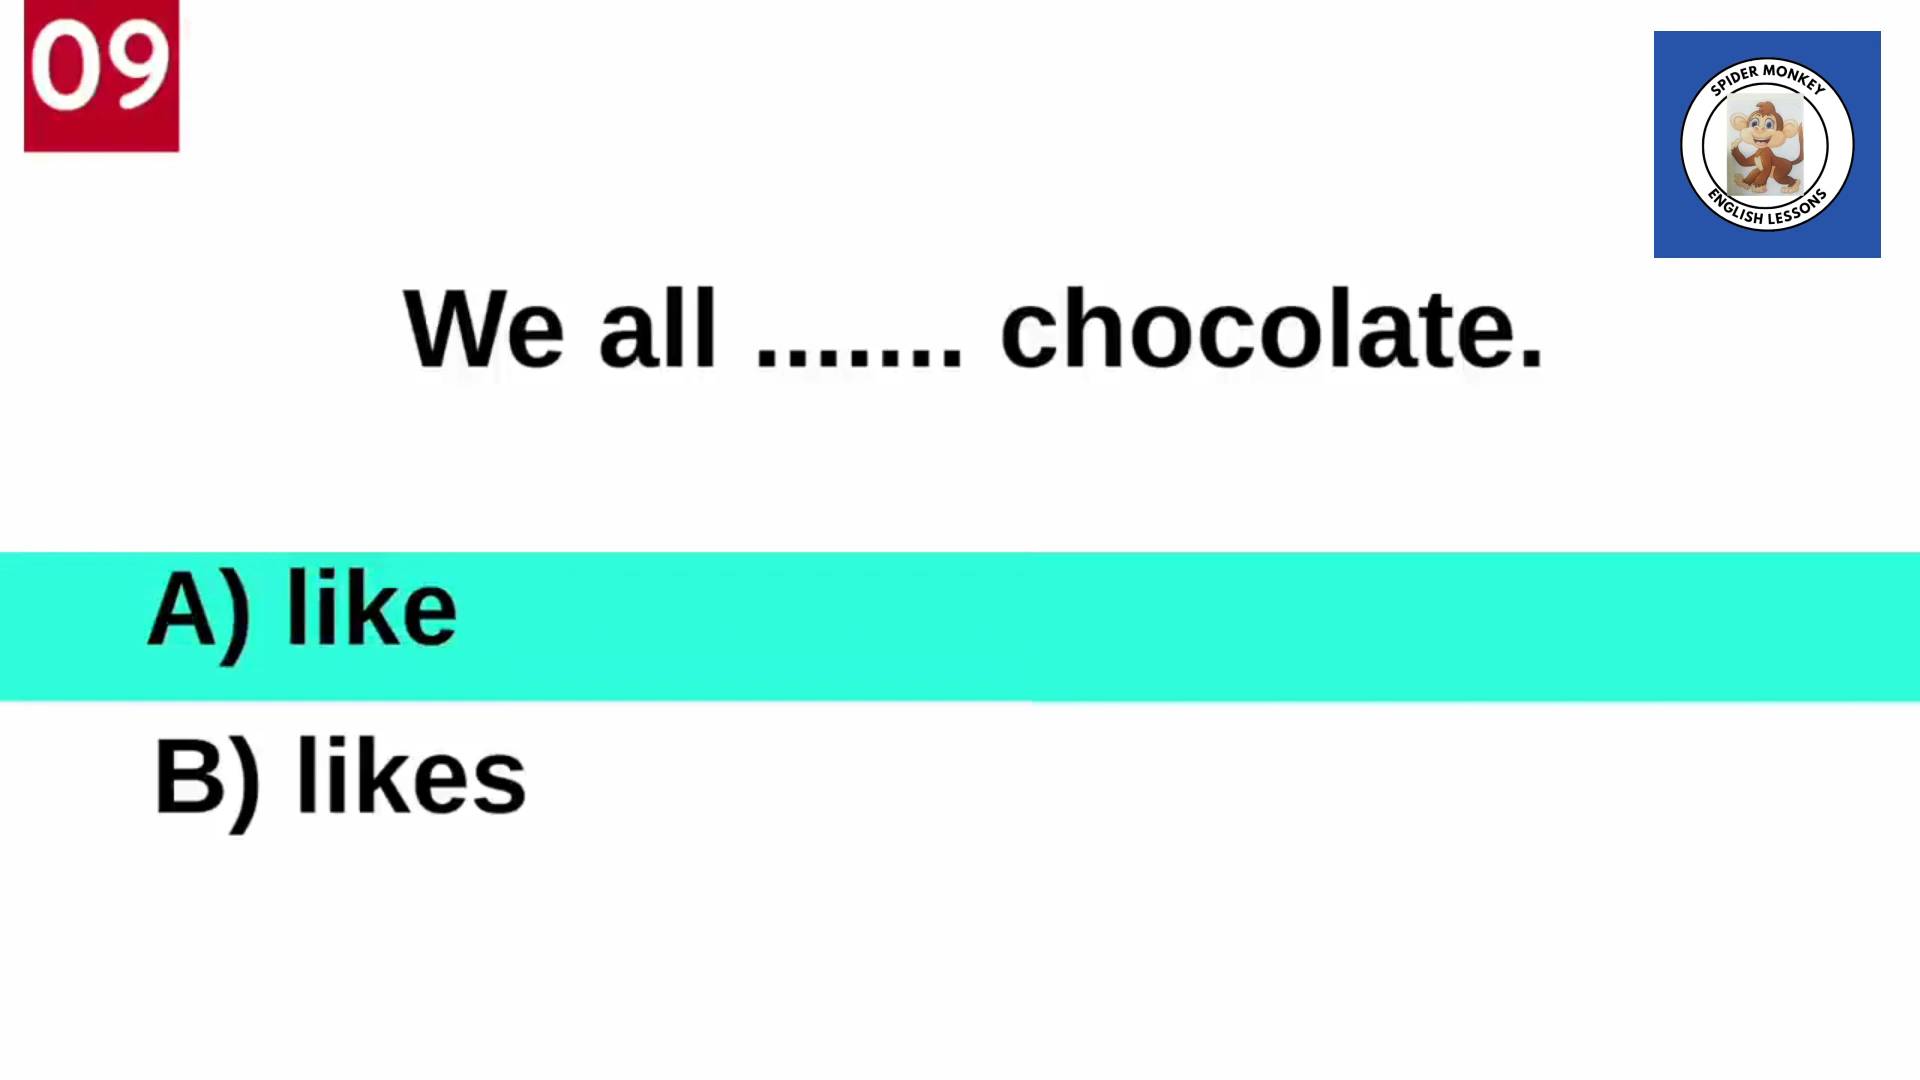 09
SPIDER MONKEY
ENGLISH LESSONS
We all ....... chocolate.
A) like
B) likes